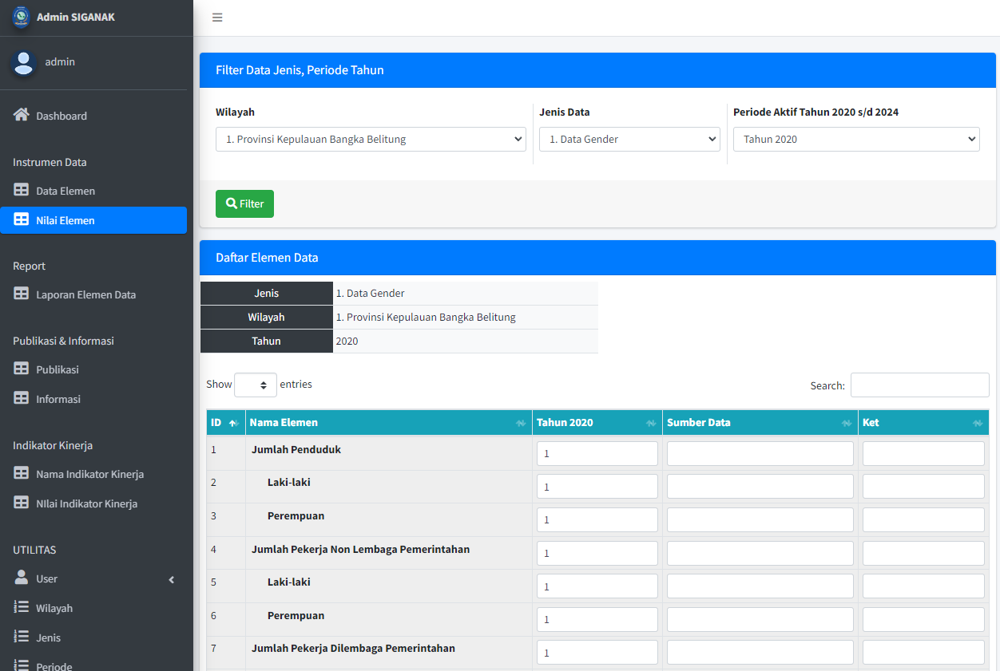 Admin SIGANAK
admin
Dashboard
Instrumen Data
Data Elemen
Nilai Elemen
Report
Laporan Elemen Data
Publikasi & Informasi
Publikasi
Informasi
Indikator Kinerja
Nama Indikator Kinerja
NIlai Indikator Kinerja
UTILITAS
User
Wilayah
Jenis
Periode
Filter Data Jenis, Periode Tahun
Wilayah Jenis Data Periode Aktif Tahun 2020 s/d 2024
1. Provinsi Kepulauan Bangka Belitung 1. Data Gender Tahun 2020
Filter
Daftar Elemen Data
Jenis 1. Data Gender
Wilayah 1. Provinsi Kepulauan Bangka Belitung
Tahun 2020
Show entries Search:
ID Nama Elemen Tahun 2020 Sumber Data Ket
1 Jumlah Penduduk 1
2 Laki-laki 1
3 Perempuan 1
4 Jumlah Pekerja Non Lembaga Pemerintahan 1
5 Laki-laki 1
6 Perempuan 1
7 Jumlah Pekerja Dilembaga Pemerintahan 1